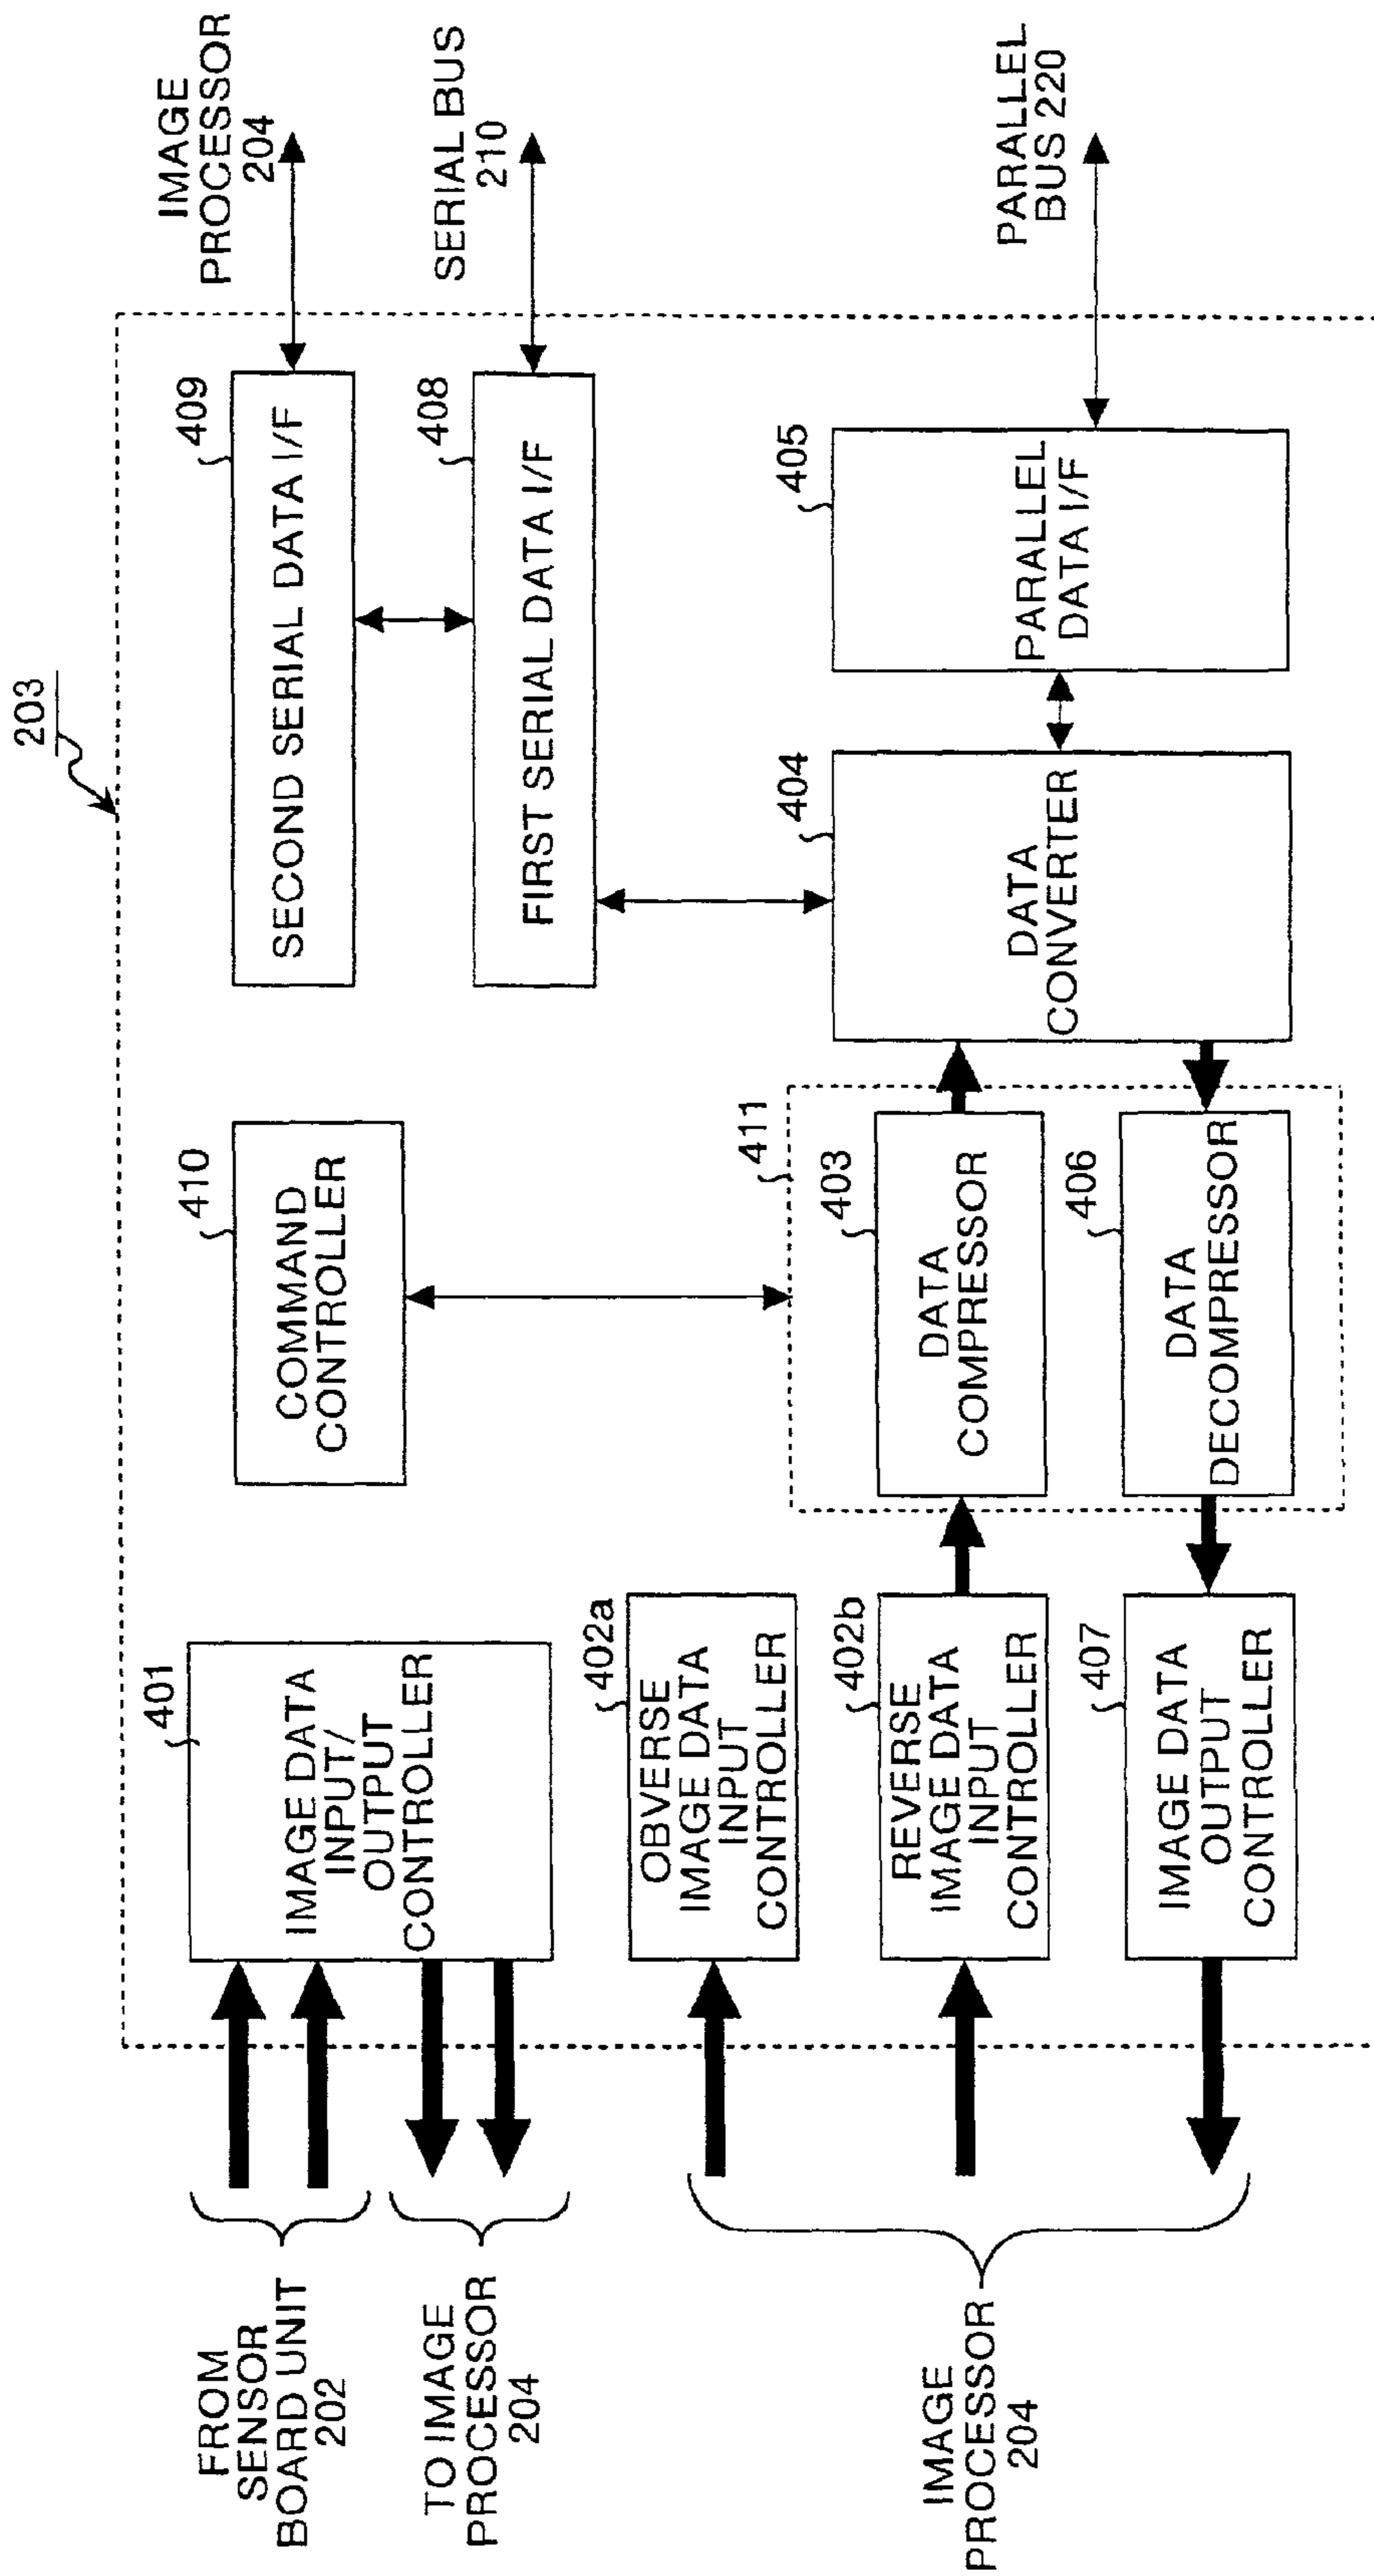 203
FROM
SENSOR
BOARD UNIT
202
TO IMAGE
PROCESSOR
204
IMAGE
PROCESSOR
204
401
IMAGE DATA
INPUT/
OUTPUT
CONTROLLER
402a
OBVERSE
IMAGE DATA
INPUT
CONTROLLER
402b
REVERSE
IMAGE DATA
INPUT
CONTROLLER
407
IMAGE DATA
OUTPUT
CONTROLLER
410
COMMAND
CONTROLLER
411
403
DATA
COMPRESSOR
406
DATA
DECOMPRESSOR
409
SECOND SERIAL DATA I/F
408
FIRST SERIAL DATA I/F
404
DATA
CONVERTER
405
PARALLEL
DATA I/F
IMAGE
PROCESSOR
204
SERIAL BUS
210
PARALLEL
BUS 220